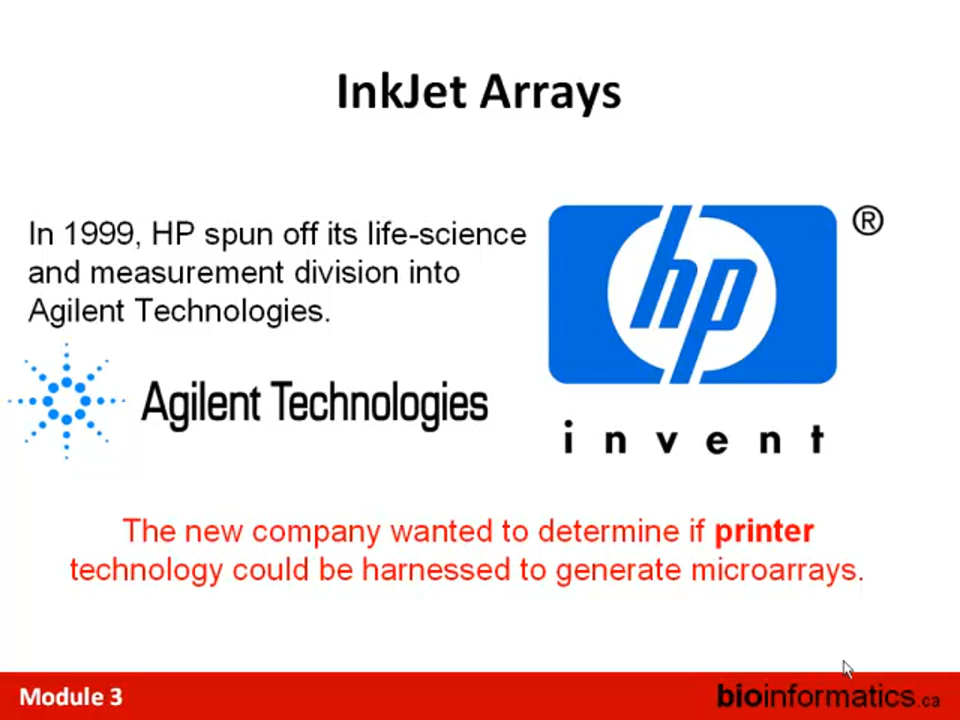 InkJet Arrays
In 1999, HP spun off its life-science
and measurement division into
Agilent Technologies.
Agilent Technologies
hp
®
invent
The new company wanted to determine if printer
technology could be harnessed to generate microarrays.
Module 3
bioinformatics.ca